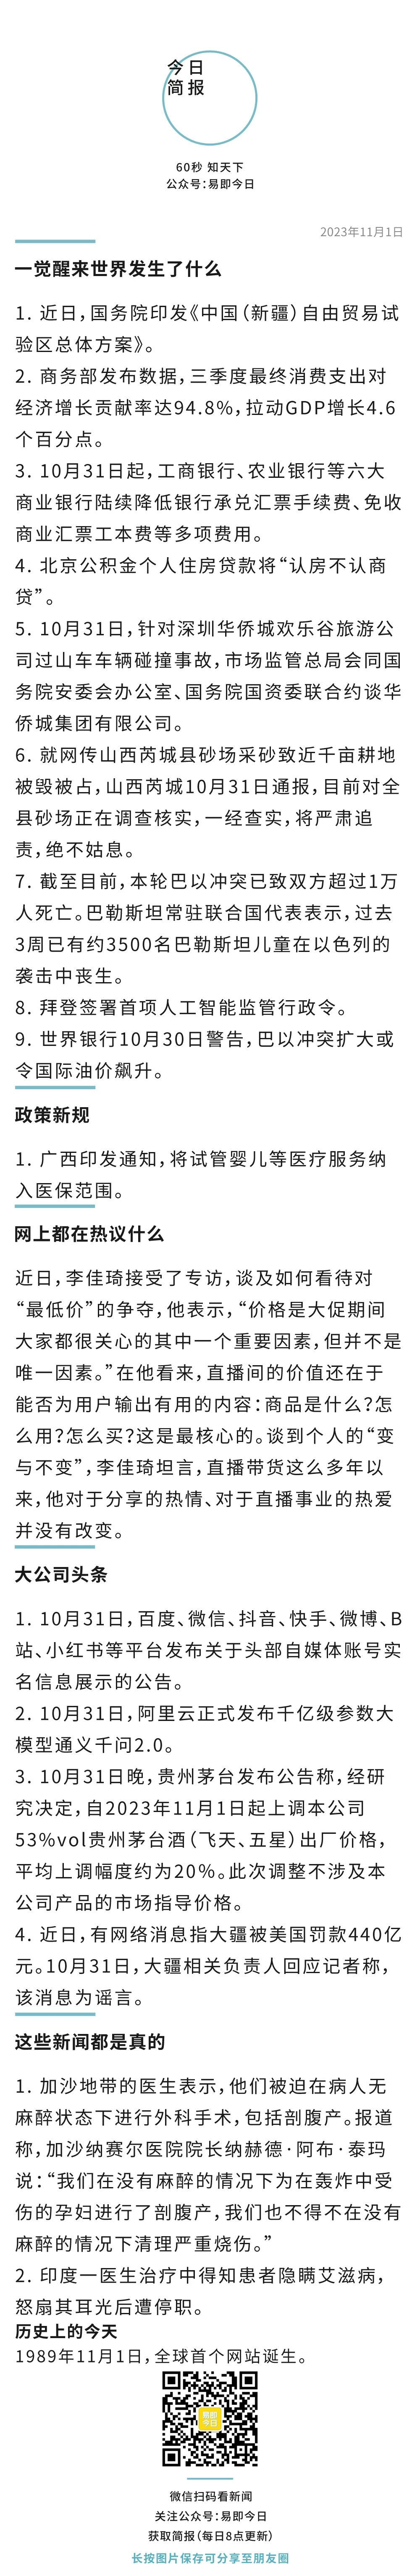 今日
简报
60秒 知天下
公众号：易即今日
2023年11月1日
一觉醒来世界发生了什么
1. 近日，国务院印发《中国（新疆）自由贸易试
验区总体方案》。
2. 商务部发布数据，三季度最终消费支出对
经济增长贡献率达94.8%，拉动GDP增长4.6
个百分点。
3. 10月31日起，工商银行、农业银行等六大
商业银行陆续降低银行承兑汇票手续费、免收
商业汇票工本费等多项费用。
4. 北京公积金个人住房贷款将“认房不认商
贷”。
5. 10月31日，针对深圳华侨城欢乐谷旅游公
司过山车车辆碰撞事故，市场监管总局会同国
务院安委会办公室、国务院国资委联合约谈华
侨城集团有限公司。
6. 就网传山西芮城县砂场采砂致近千亩耕地
被毁被占，山西芮城10月31日通报，目前对全
县砂场正在调查核实，一经查实，将严肃追
责，绝不姑息。
7. 截至目前，本轮巴以冲突已致双方超过1万
人死亡。巴勒斯坦常驻联合国代表表示，过去
3周已有约3500名巴勒斯坦儿童在以色列的
袭击中丧生。
8. 拜登签署首项人工智能监管行政令。
9. 世界银行10月30日警告，巴以冲突扩大或
令国际油价飙升。
政策新规
1. 广西印发通知，将试管婴儿等医疗服务纳
入医保范围。
网上都在热议什么
近日，李佳琦接受了专访，谈及如何看待对
“最低价”的争夺，他表示，“价格是大促期间
大家都很关心的其中一个重要因素，但并不是
唯一因素。”在他看来，直播间的价值还在于
能否为用户输出有用的内容：商品是什么？怎
么用？怎么买？这是最核心的。谈到个人的“变
与不变”，李佳琦坦言，直播带货这么多年以
来，他对于分享的热情、对于直播事业的热爱
并没有改变。
大公司头条
1. 10月31日，百度、微信、抖音、快手、微博、B
站、小红书等平台发布关于头部自媒体账号实
名信息展示的公告。
2. 10月31日，阿里云正式发布千亿级参数大
模型通义千问2.0。
3. 10月31日晚，贵州茅台发布公告称，经研
究决定，自2023年11月1日起上调本公司
53%vol贵州茅台酒（飞天、五星）出厂价格，
平均上调幅度约为20%。此次调整不涉及本
公司产品的市场指导价格。
4. 近日，有网络消息指大疆被美国罚款440亿
元。10月31日，大疆相关负责人回应记者称，
该消息为谣言。
这些新闻都是真的
1. 加沙地带的医生表示，他们被迫在病人无
麻醉状态下进行外科手术，包括剖腹产。报道
称，加沙纳赛尔医院院长纳赫德·阿布·泰玛
说：“我们在没有麻醉的情况下为在轰炸中受
伤的孕妇进行了剖腹产，我们也不得不在没有
麻醉的情况下清理严重烧伤。”
2. 印度一医生治疗中得知患者隐瞒艾滋病，
怒扇其耳光后遭停职。
历史上的今天
1989年11月1日，全球首个网站诞生。
易即
今日
微信扫码看新闻
关注公众号：易即今日
获取简报（每日8点更新）
长按图片保存可分享至朋友圈